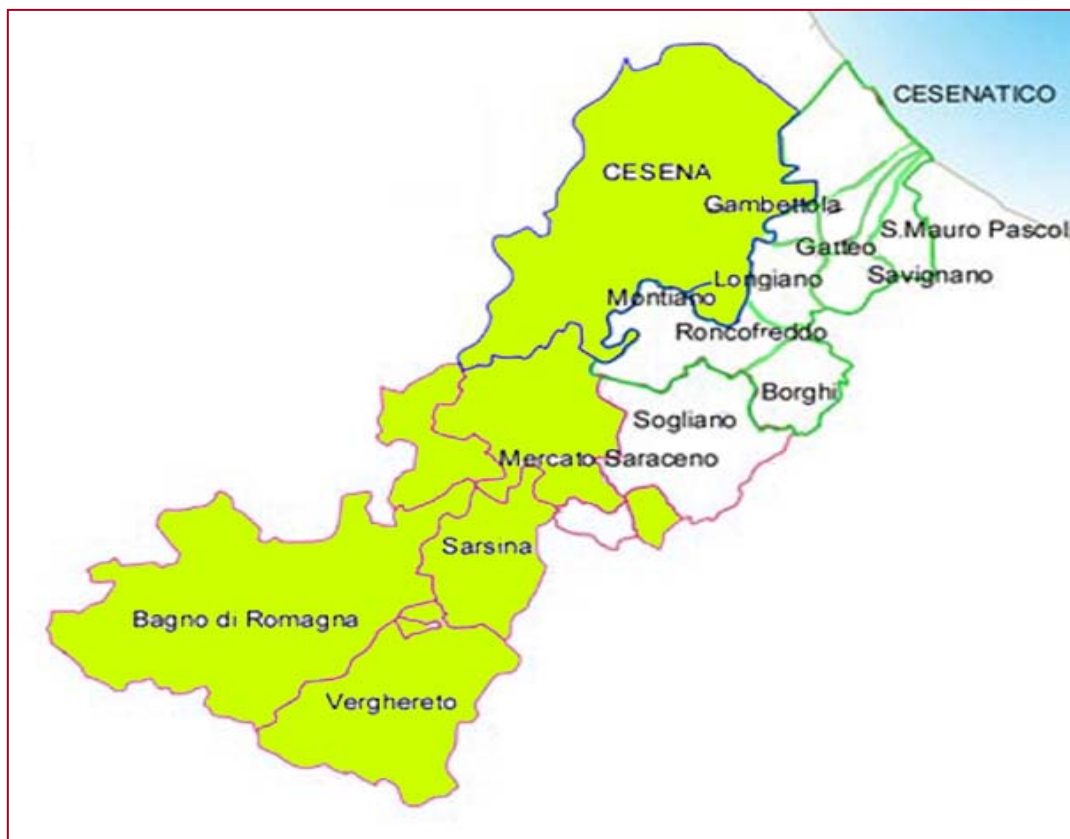 CESENATICO
CESENA
Gambettola
S.Mauro Pascoli
Gatteo
Savignano
Longiano
Montiano
Roncofreddo
Borghi
Sogliano
Mercato Saraceno
Sarsina
Bagno di Romagna
Verghereto